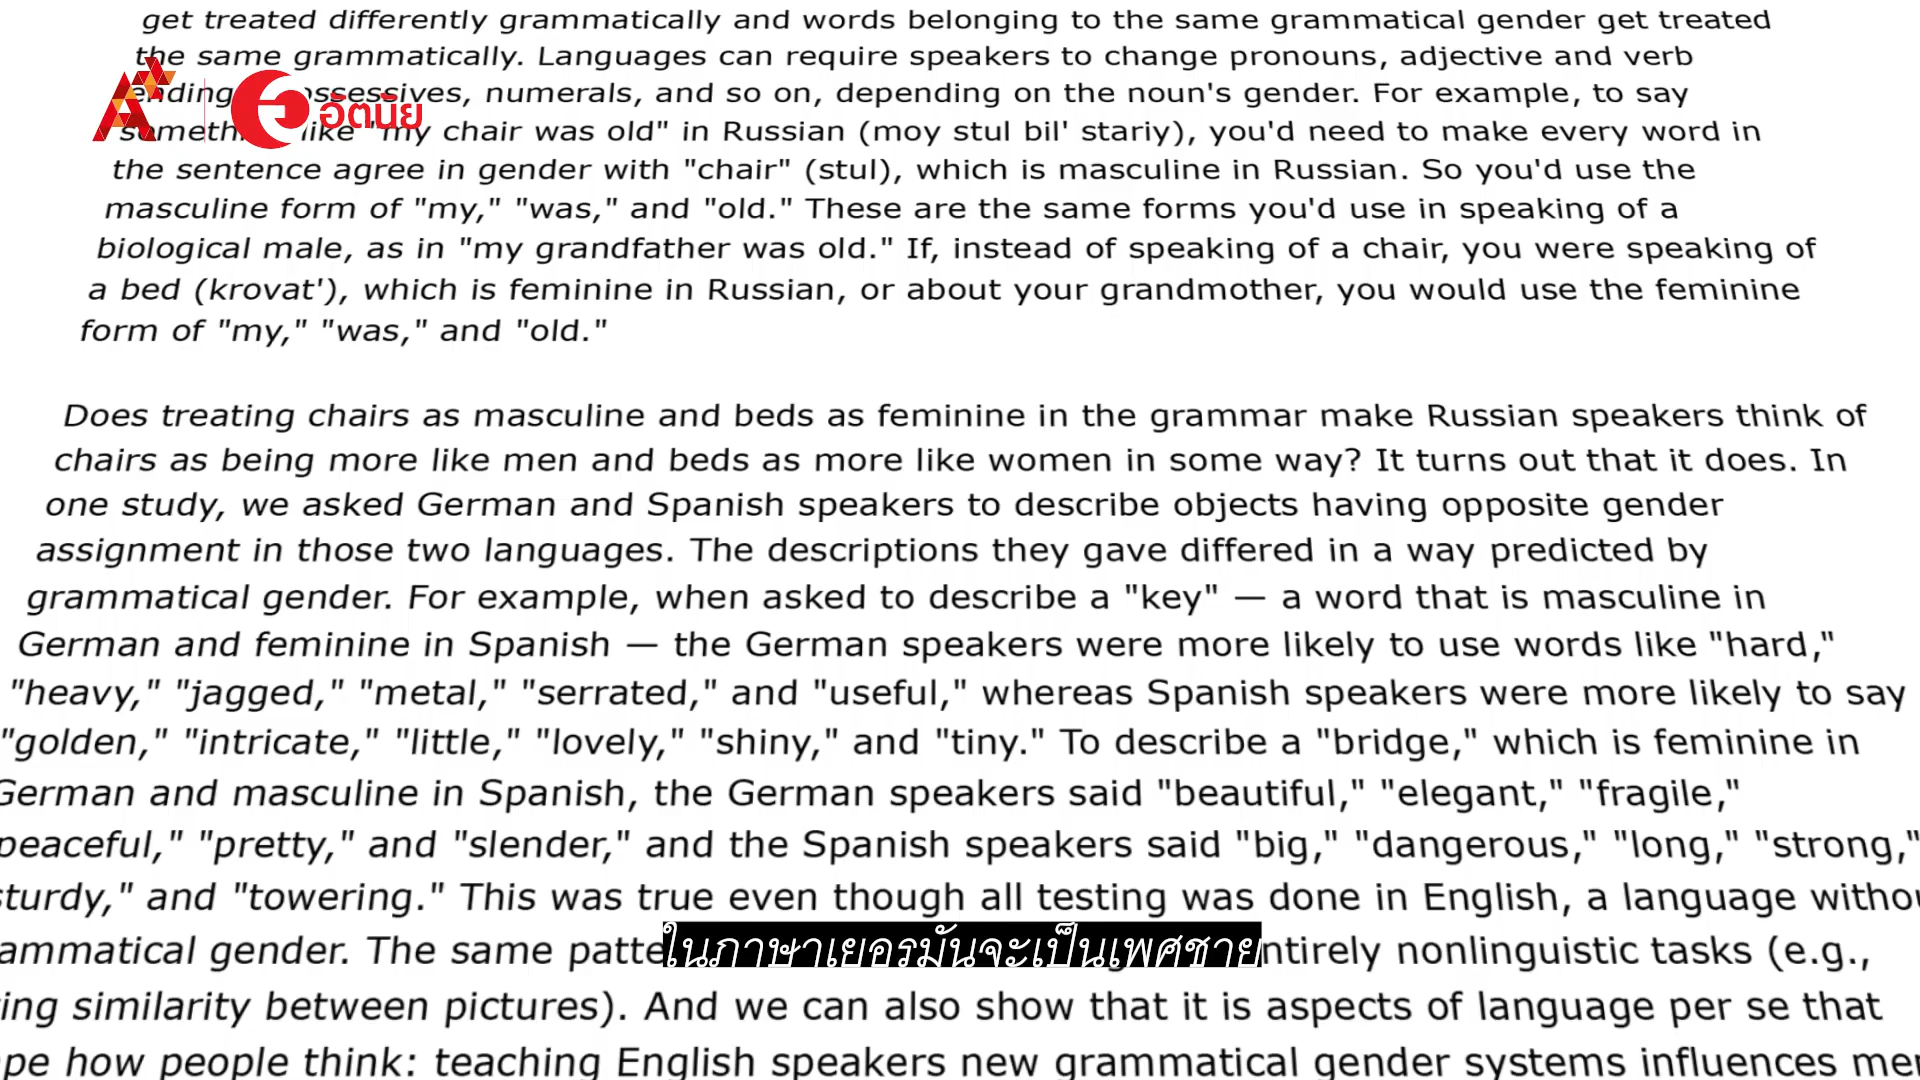 get treated differently grammatically and words belonging to the same grammatical gender get treated
the same grammatically. Languages can require speakers to change pronouns, adjective and verb
numerals, and so on, depending on the noun's gender. For example, to say
like "my chair was old" in Russian (moy stul bil' stariy), you'd need to make every word in
อัตนัย
the sentence agree in gender with "chair" (stul), which is masculine in Russian. So you'd use the
masculine form of "my," "was," and "old." These are the same forms you'd use in speaking of a
biological male, as in "my grandfather was old." If, instead of speaking of a chair, you were speaking of
a bed (krovat'), which is feminine in Russian, or about your grandmother, you would use the feminine
form of "my," "was," and "old."
Does treating chairs as masculine and beds as feminine in the grammar make Russian speakers think of
chairs as being more like men and beds as more like women in some way? It turns out that it does. In
one study, we asked German and Spanish speakers to describe objects having opposite gender
assignment in those two languages. The descriptions they gave differed in a way predicted by
grammatical gender. For example, when asked to describe a "key" — a word that is masculine in
German and feminine in Spanish — the German speakers were more likely to use words like "hard,"
"heavy," "jagged," "metal," "serrated," and "useful," whereas Spanish speakers were more likely to say
"golden," "intricate," "little," "lovely," "shiny," and "tiny." To describe a "bridge," which is feminine in
German and masculine in Spanish, the German speakers said "beautiful," "elegant," "fragile,"
peaceful," "pretty," and "slender," and the Spanish speakers said "big," "dangerous," "long," "strong,"
sturdy," and "towering." This was true even though all testing was done in English, a language withou
ammatical gender. The same patte
ในภาษาเยอรมันจะเป็นเพศชาย
ntirely nonlinguistic tasks (e.g.,
ing similarity between pictures). And we can also show that it is aspects of language per se that
pe how people think: teaching English speakers new grammatical gender systems influences me